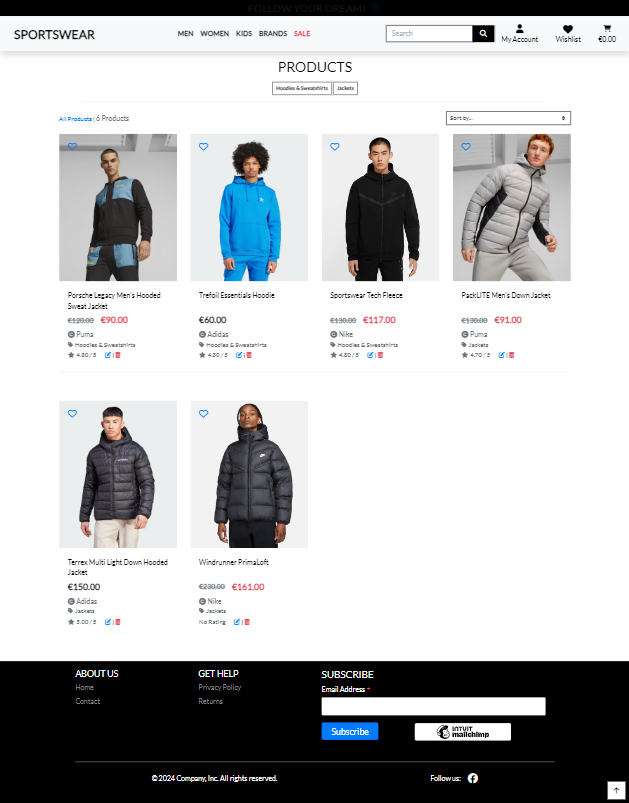 FOLLOW YOUR DREAM!
SPORTSWEAR
MEN WOMEN KIDS BRANDS SALE
Search
My Account
Wishlist
€0.00
PRODUCTS
Hoodies & Sweatshirts
Jackets
All Products | 6 Products
Sort by...
Porsche Legacy Men's Hooded
Sweat Jacket
€120.00 €90.00
Puma
Hoodies & Sweatshirts
4.80 / 5 |
Trefoil Essentials Hoodie
€60.00
Adidas
Hoodies & Sweatshirts
4.30 / 5 |
Sportswear Tech Fleece
€130.00 €117.00
Nike
Hoodies & Sweatshirts
4.80 / 5 |
PackLITE Men's Down Jacket
€130.00 €91.00
Puma
Jackets
4.70 / 5 |
Terrex Multi Light Down Hooded
Jacket
€150.00
Adidas
Jackets
5.00 / 5 |
Windrunner PrimaLoft
€230.00 €161.00
Nike
Jackets
No Rating |
ABOUT US
Home
Contact
GET HELP
Privacy Policy
Returns
SUBSCRIBE
Email Address *
Subscribe
INTUIT
mailchimp
© 2024 Company, Inc. All rights reserved.
Follow us: